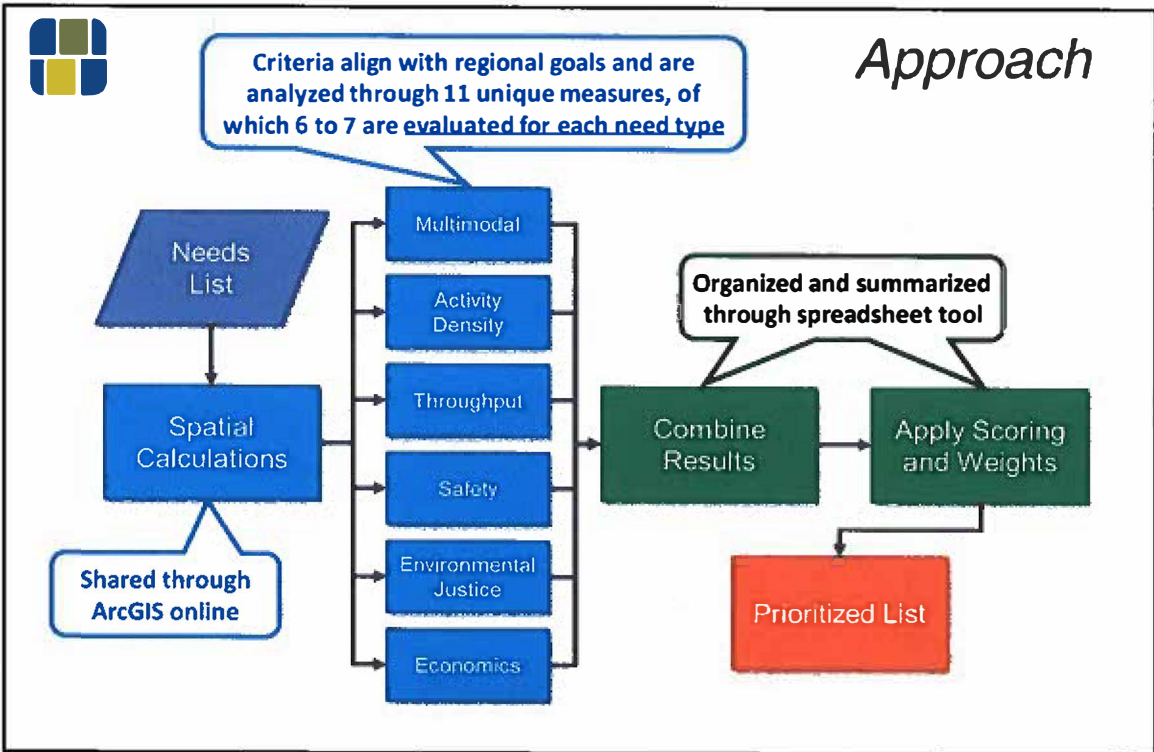 Approach
Criteria align with regional goals and are
analyzed through 11 unique measures, of
which 6 to 7 are evaluated for each need type
Needs
List
Spatial
Calculations
Shared through
ArcGIS online
Multimodal
Activity
Density
Throughput
Safety
Environmental
Justice
Economics
Organized and summarized
through spreadsheet tool
Combine
Results
Apply Scoring
and Weights
Prioritized List